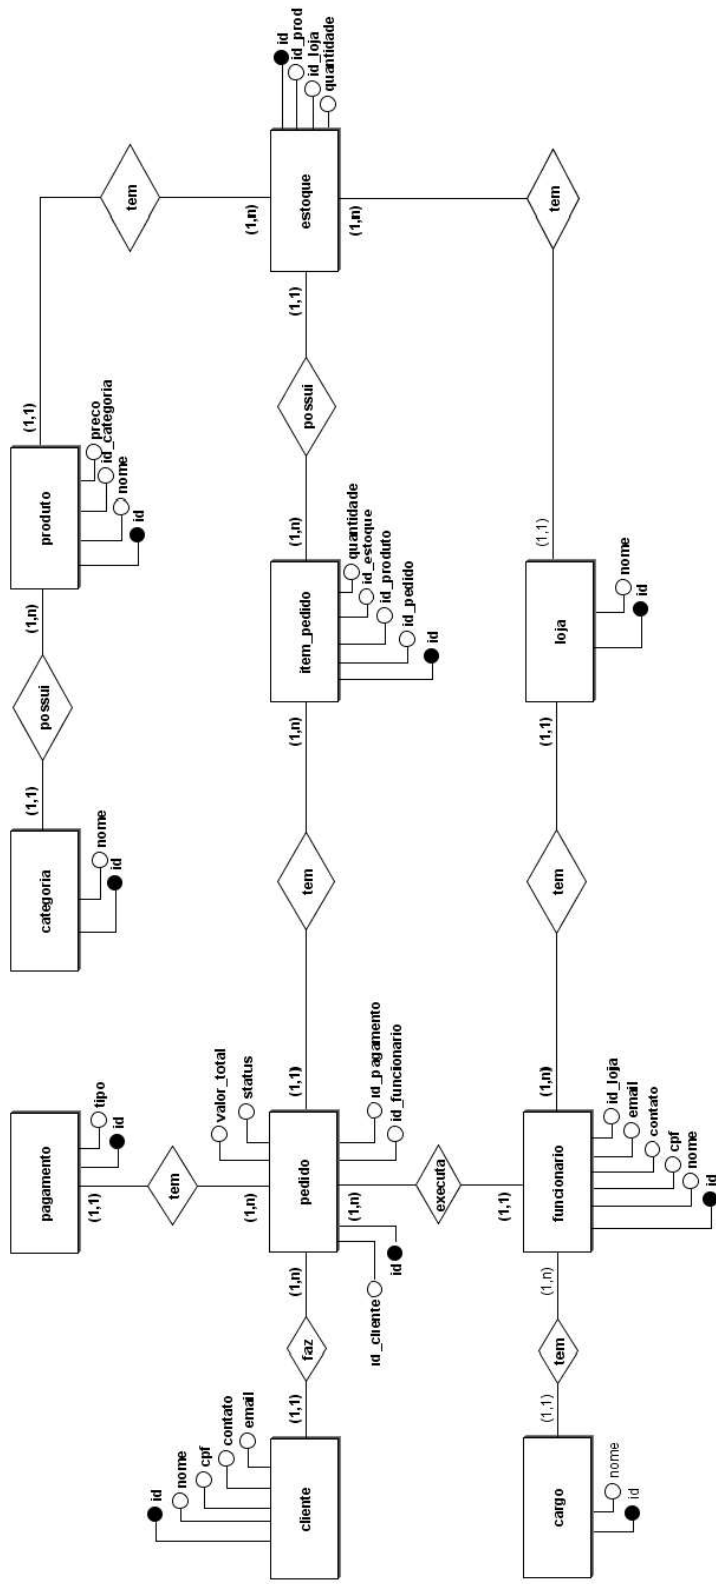 id
nome
cpf
contato
email
cliente
(1,1)
faz
(1,n)
id_cliente
id
pedido
valor_total
status
id_pagamento
id_funcionario
(1,n)
tem
(1,1)
pagamento
tipo
id
(1,n)
executa
(1,1)
funcionario
id_loja
email
contato
cpf
nome
id
(1,n)
tem
(1,1)
cargo
nome
id
(1,1)
tem
(1,n)
item_pedido
quantidade
id_estoque
id_produto
id_pedido
id
(1,n)
possui
(1,1)
estoque
id
id_prod
id_loja
quantidade
(1,n)
tem
(1,1)
produto
preco
id_categoria
nome
id
(1,n)
possui
(1,1)
categoria
nome
id
(1,n)
tem
(1,1)
loja
nome
id
(1,1)
tem
(1,n)